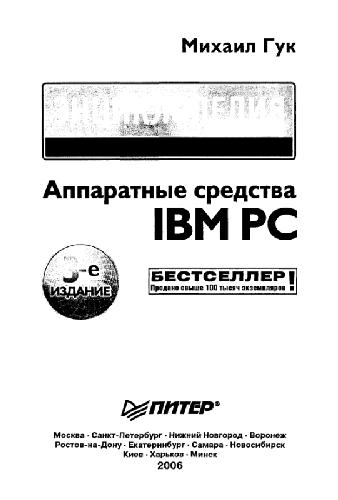 Михаил Гук
ЭНЦИКЛОПЕДИЯ
Аппаратные средства
IBM PC
3-е
ИЗДАНИЕ
БЕСТСЕЛЛЕР!
Продано свыше 100 тысяч экземпляров
ПИТЕР®
Москва · Санкт-Петербург · Нижний Новгород · Воронеж
Ростов-на-Дону · Екатеринбург · Самара · Новосибирск
Киев · Харьков · Минск
2006